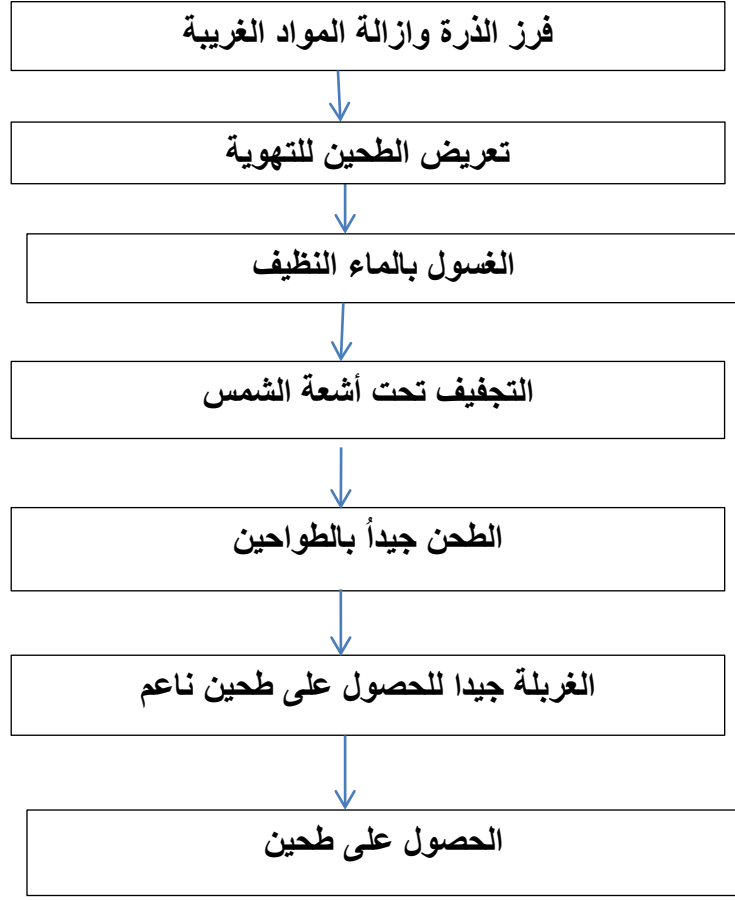 فرز الذرة وازالة المواد الغريبة
تعريض الطحين للتهوية
الغسول بالماء النظيف
التجفيف تحت أشعة الشمس
الطحن جيداُ بالطواحين
الغربلة جيدا للحصول على طحين ناعم
الحصول على طحين